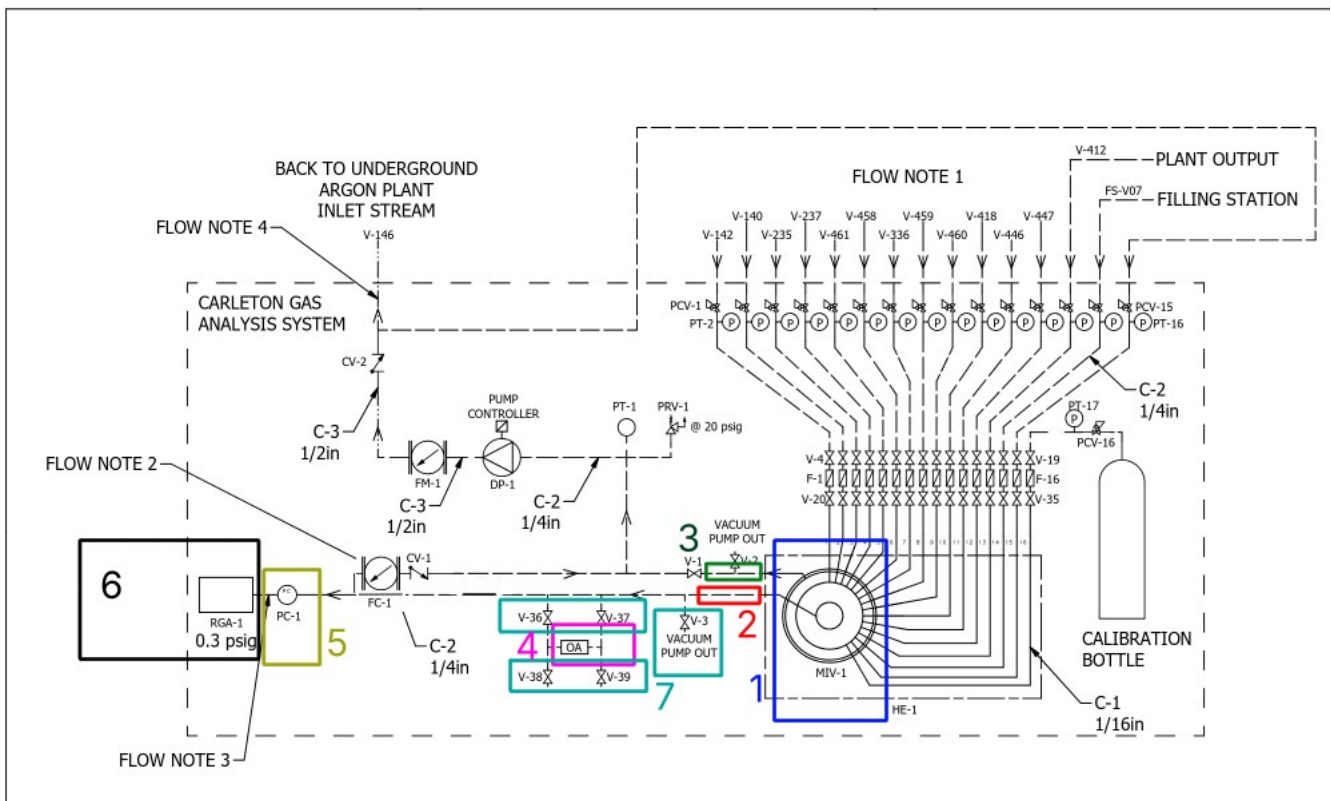 V-412
PLANT OUTPUT
BACK TO UNDERGROUND
ARGON PLANT
INLET STREAM
FLOW NOTE 1
FS-V07
FILLING STATION
V-140
V-237
V-458
V-459
V-418
V-447
FLOW NOTE 4
V-146
V-142
V-235
V-461
V-336
V-460
V-446
CARLETON GAS
ANALYSIS SYSTEM
PCV-1
PCV-15
PT-2
P P P P P P P P P P P P P P P
PT-16
CV-2
C-2
1/4in
PUMP
CONTROLLER
PT-1
PRV-1
@ 20 psig
PT-17
P
PCV-16
C-3
1/2in
FLOW NOTE 2
FM-1
DP-1
V-4
V-19
F-1
F-16
C-3
1/2in
C-2
1/4in
V-20
V-35
3
VACUUM
PUMP OUT
V-1
V-2
CV-1
6
FC-1
RGA-1
0.3 psig
PC-1
5
C-2
1/4in
V-36
V-37
V-3
2
4
OA
VACUUM
PUMP OUT
V-38
V-39
7
1
MIV-1
HE-1
CALIBRATION
BOTTLE
C-1
1/16in
FLOW NOTE 3